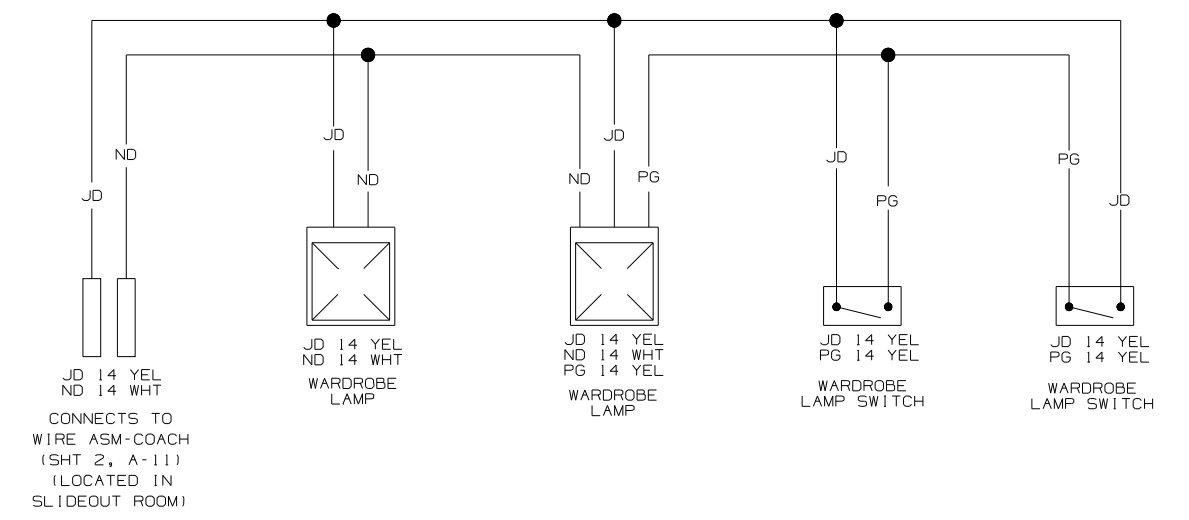 JD
ND
JD
ND
ND
JD
PG
JD
PG
PG
JD
JD 14 YEL
ND 14 WHT
CONNECTS TO
WIRE ASM-COACH
(SHT 2, A-11)
(LOCATED IN
SLIDEOUT ROOM)
JD 14 YEL
ND 14 WHT
WARDROBE
LAMP
JD 14 YEL
ND 14 WHT
PG 14 YEL
WARDROBE
LAMP
JD 14 YEL
PG 14 YEL
WARDROBE
LAMP SWITCH
JD 14 YEL
PG 14 YEL
WARDROBE
LAMP SWITCH